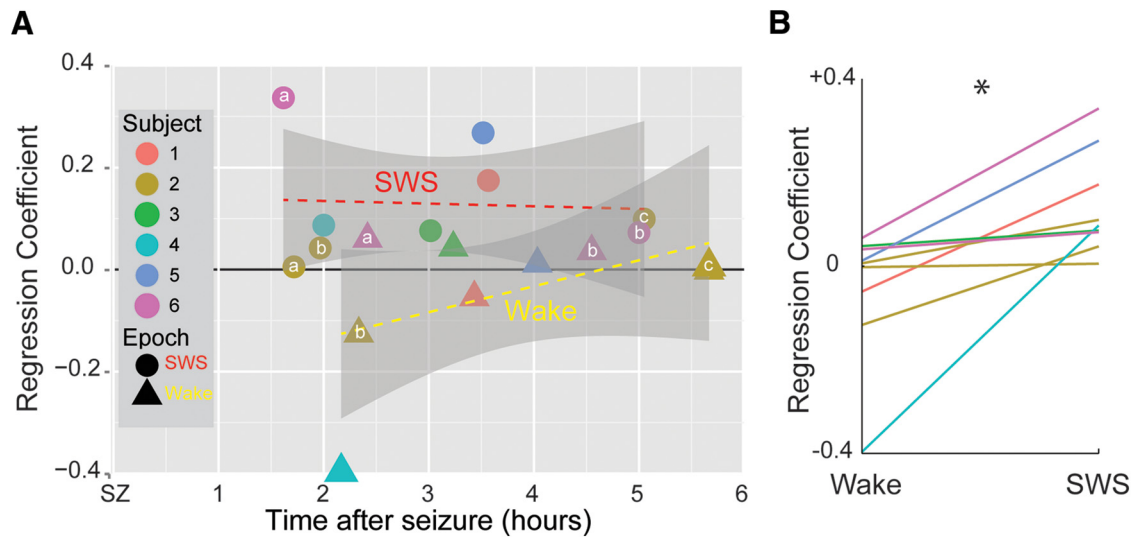 A
B
Regression Coefficient
0.4
0.2
0.0
−0.2
−0.4
Subject
1
2
3
4
5
6
Epoch
SWS
Wake
a
SWS
c
b
a
b
b
a
Wake
c
b
SZ
1
2
3
4
5
6
Time after seizure (hours)
Regression Coefficient
+0.4
*
0
-0.4
Wake
SWS